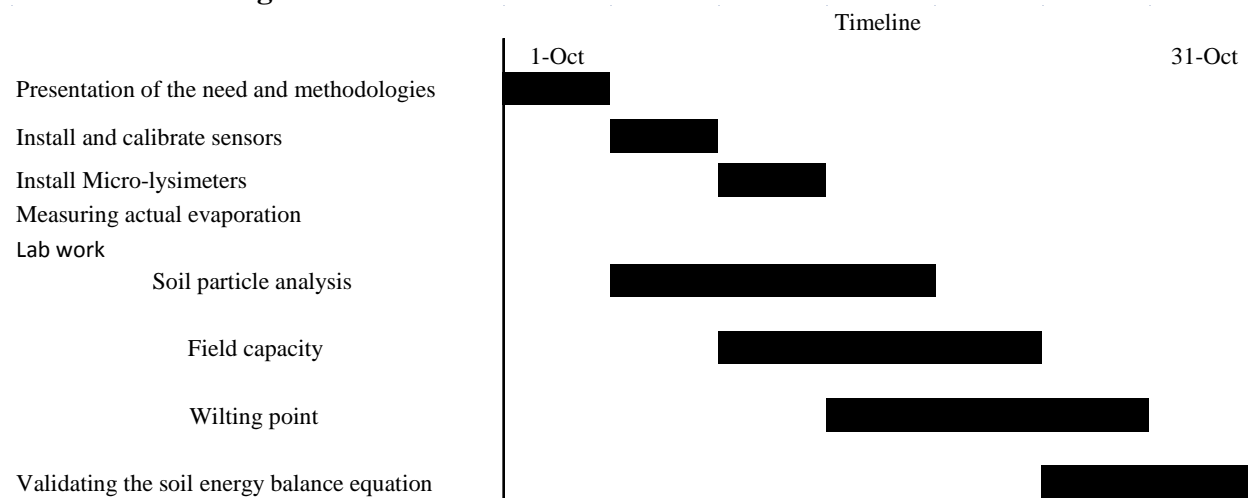 Timeline
1-Oct 31-Oct
Presentation of the need and methodologies
Install and calibrate sensors
Install Micro-lysimeters
Measuring actual evaporation
Lab work
Soil particle analysis
Field capacity
Wilting point
Validating the soil energy balance equation